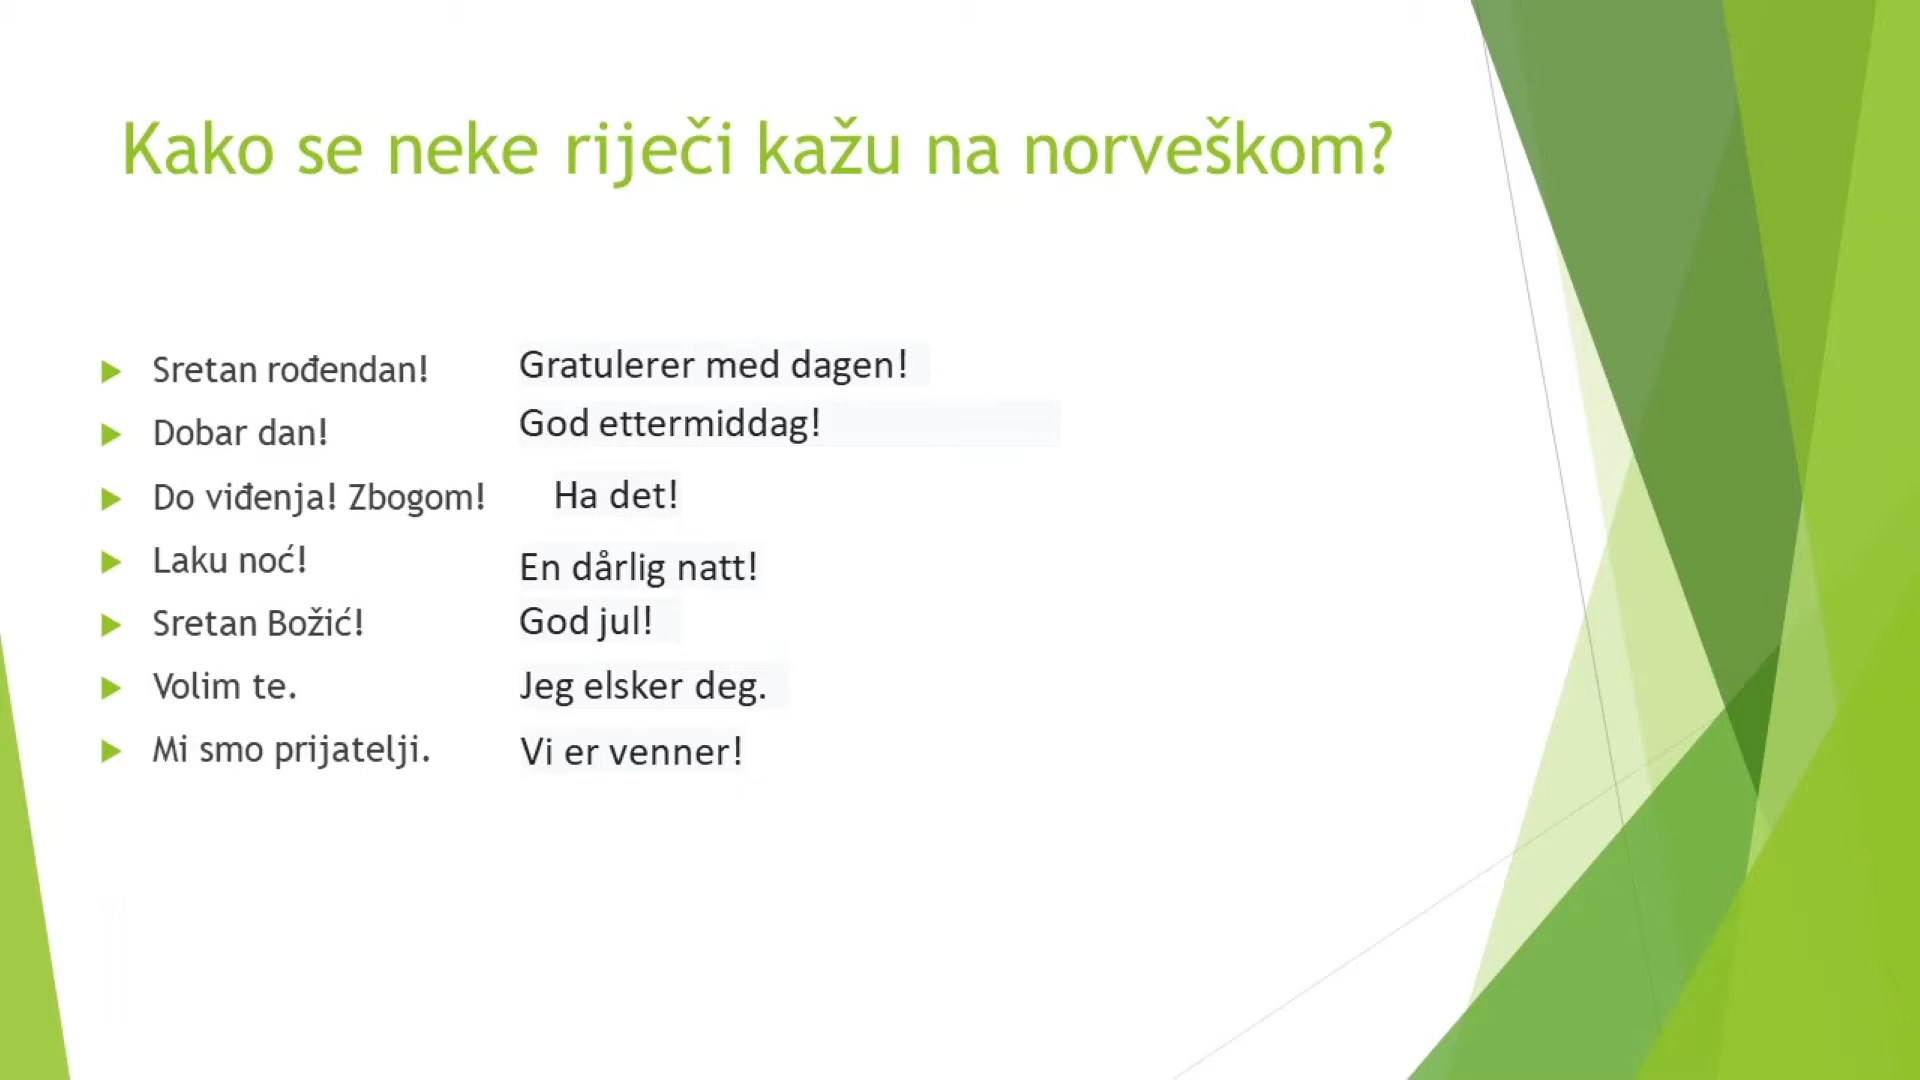 Kako se neke riječi kažu na norveškom?
Sretan rođendan! Gratulerer med dagen!
Dobar dan! God ettermiddag!
Do viđenja! Zbogom! Ha det!
Laku noć! En dårlig natt!
Sretan Božić! God jul!
Volim te. Jeg elsker deg.
Mi smo prijatelji. Vi er venner!